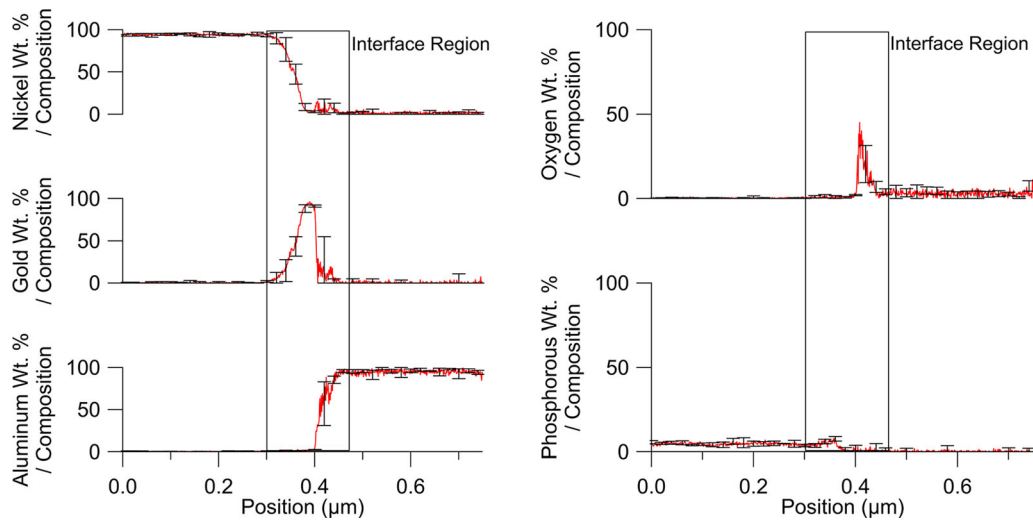 Nickel Wt. %
/ Composition
100
50
0
Interface Region
Gold Wt. %
/ Composition
100
50
0
Aluminum Wt. %
/ Composition
100
50
0
0.0
0.2
0.4
0.6
Position (µm)
Oxygen Wt. %
/ Composition
100
50
0
Interface Region
Phosphorous Wt. %
/ Composition
100
50
0
0.0
0.2
0.4
0.6
Position (µm)